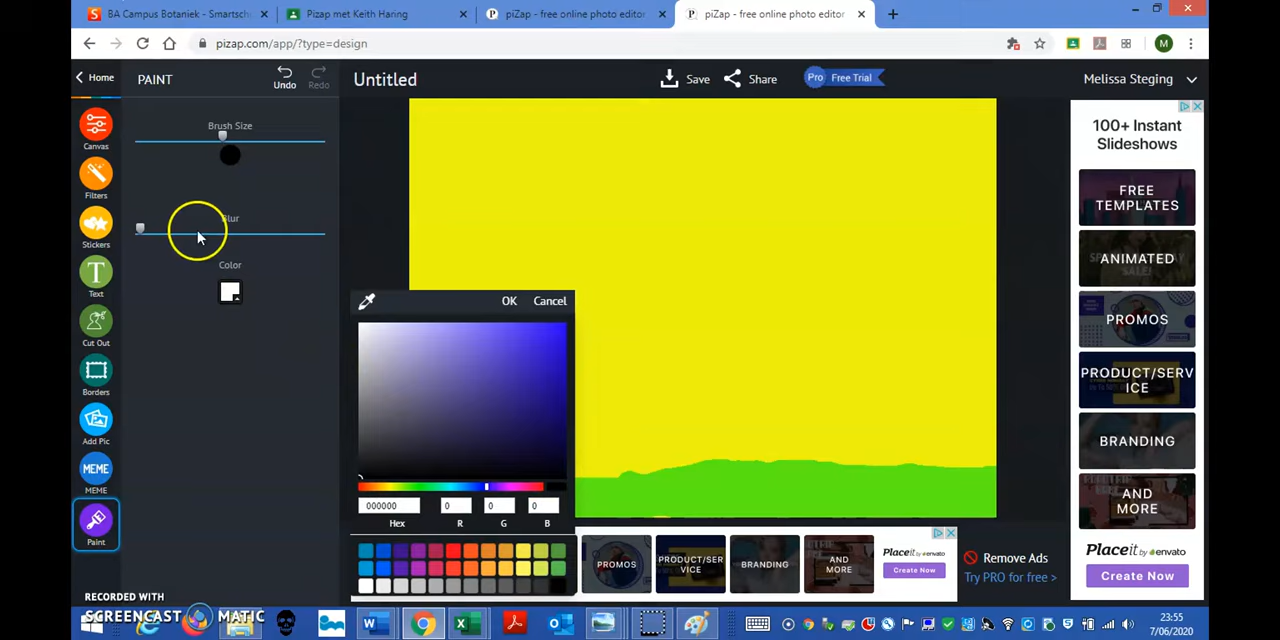 BA Campus Botaniek - Smartsch
Pizap met Keith Haring
piZap - free online photo editor
piZap - free online photo editor
pizap.com/app/?type=design
M
Home
PAINT
Undo
Redo
Untitled
Save
Share
Pro Free Trial
Melissa Steging
Canvas
Filters
Stickers
T
Text
Cut Out
Borders
Add Pic
MEME
MEME
Paint
Brush Size
Blur
Color
OK
Cancel
000000
0
0
0
Hex
R
G
B
100+ Instant
Slideshows
FREE
TEMPLATES
ANIMATED
PROMOS
PRODUCT/SERV
ICE
BRANDING
AND
MORE
Placeit by envato
Create Now
PROMOS
PRODUCT/SER
VICE
BRANDING
AND
MORE
Placeit by envato
Create Now
Remove Ads
Try PRO for free >
RECORDED WITH
SCREENCAST MATIC
23:55
7/06/2020